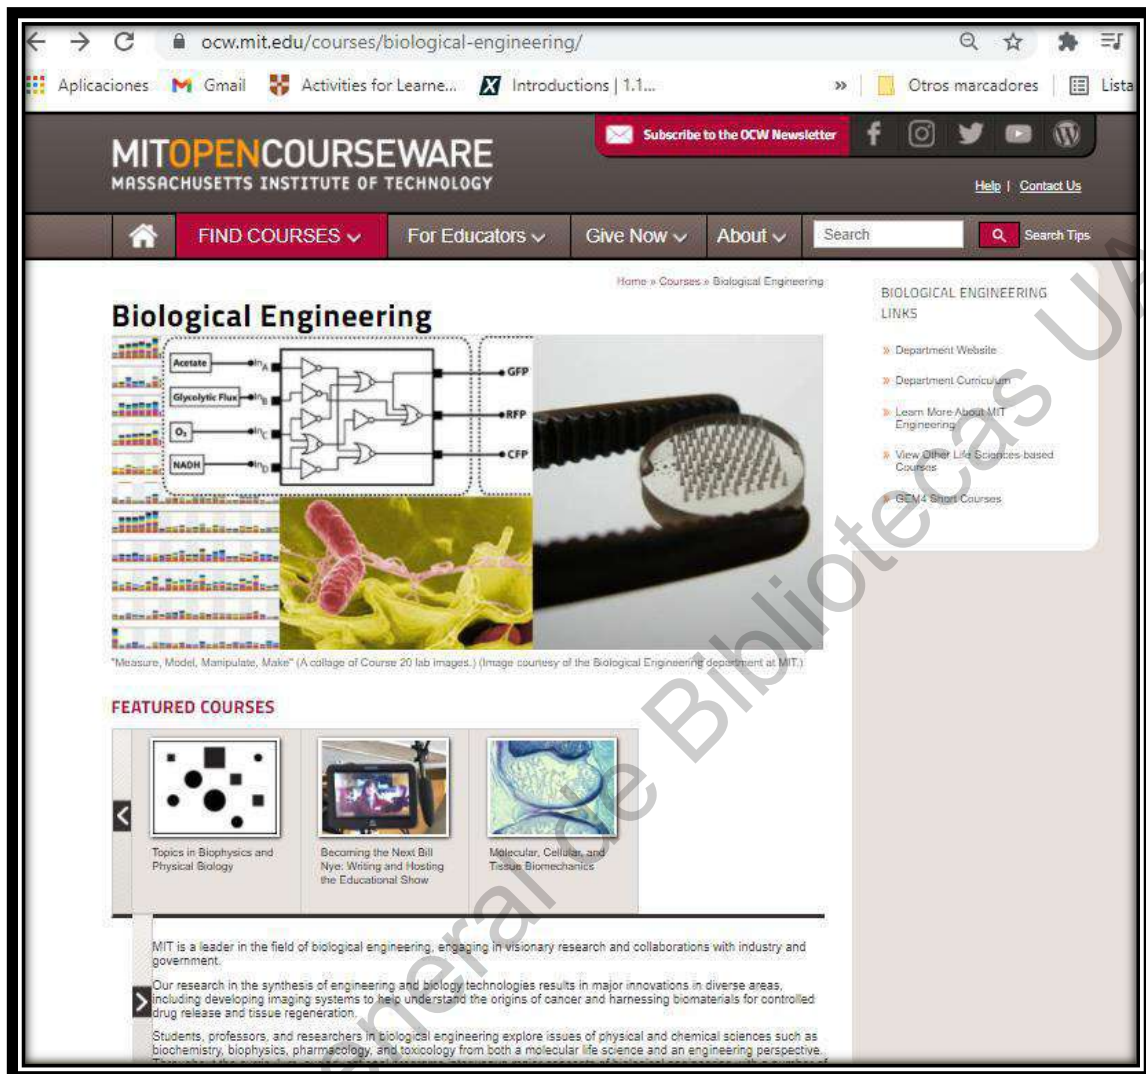 ocw.mit.edu/courses/biological-engineering/
Aplicaciones Gmail Activities for Learne... X Introductions | 1.1... » Otros marcadores Lista
Subscribe to the OCW Newsletter
MITOPENCOURSEWARE
MASSACHUSETTS INSTITUTE OF TECHNOLOGY
Help | Contact Us
FIND COURSES For Educators Give Now About Search Search Tips
Home » Courses » Biological Engineering
Biological Engineering
Acetate In A GFP
Glycolytic Flux In B RFP
O₂ In C CFP
NADH In D
"Measure, Model, Manipulate, Make" (A collage of Course 20 lab images.) (Image courtesy of the Biological Engineering department at MIT.)
BIOLOGICAL ENGINEERING
LINKS
» Department Website
» Department Curriculum
» Learn More About MIT
Engineering
» View Other Life Sciences-based
Courses
» GEM4 Short Courses
FEATURED COURSES
Topics in Biophysics and
Physical Biology
Becoming the Next Bill
Nye: Writing and Hosting
the Educational Show
Molecular, Cellular, and
Tissue Biomechanics
MIT is a leader in the field of biological engineering, engaging in visionary research and collaborations with industry and
government.
Our research in the synthesis of engineering and biology technologies results in major innovations in diverse areas,
including developing imaging systems to help understand the origins of cancer and harnessing biomaterials for controlled
drug release and tissue regeneration.
Students, professors, and researchers in biological engineering explore issues of physical and chemical sciences such as
biochemistry, biophysics, pharmacology, and toxicology from both a molecular life science and an engineering perspective.
eneral de Bibliotecas UA